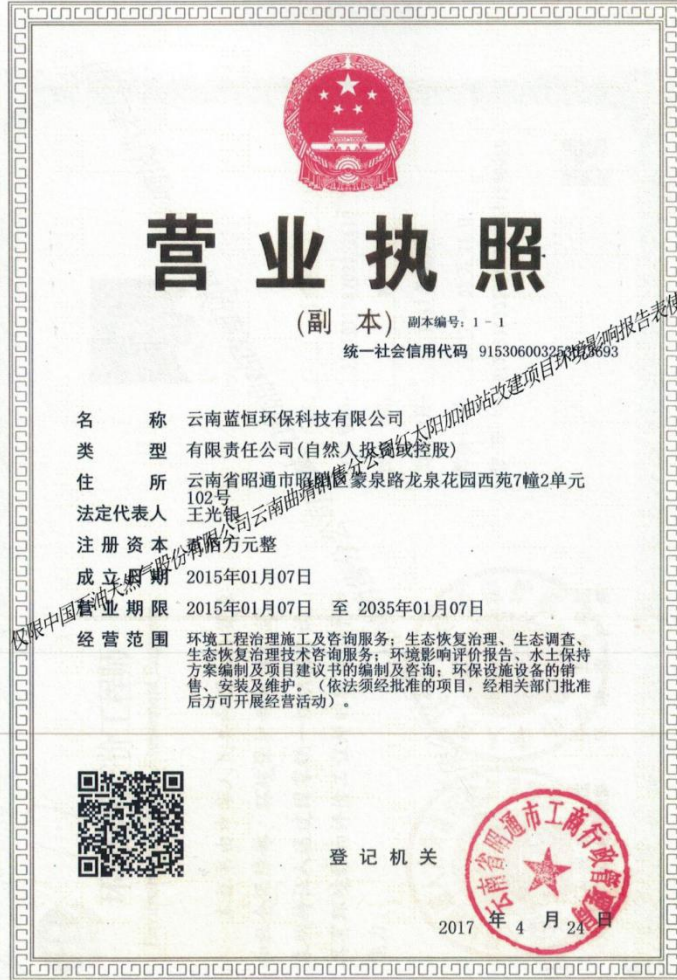 营业执照
(副 本) 副本编号: 1 - 1
统一社会信用代码
名 称 云南蓝恒环保科技有限公司
类 型 有限责任公司(自然人投资或控股)
住 所 云南省昭通市昭阳区蒙泉路龙泉花园西苑7幢2单元
102号
法定代表人 王光银
注册资本 万元整
成立日期 2015年01月07日
营业期限 2015年01月07日 至 2035年01月07日
经营范围 环境工程治理施工及咨询服务; 生态恢复治理、生态调查、
生态恢复治理技术咨询服务; 环境影响评价报告、水土保持
方案编制及项目建议书的编制及咨询; 环保设施设备的销
售、安装及维护。(依法须经批准的项目, 经相关部门批准
后方可开展经营活动)。
登记机关
云南省昭通市工商行政管理局
2017 年 4 月 24 日
仅限中国石油天然气股份有限公司云南曲靖销售分公司红太阳加油站改建项目环境影响报告表使